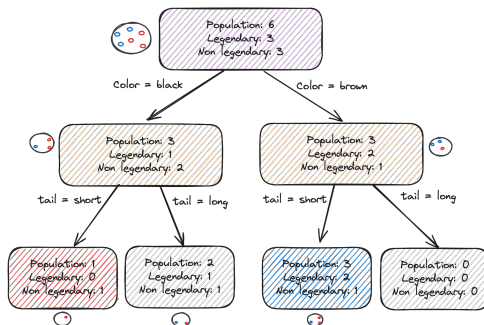 Population: 6
Legendary: 3
Non legendary: 3
Color = black
Color = brown
Population: 3
Legendary: 1
Non legendary: 2
Population: 3
Legendary: 2
Non legendary: 1
tail = short
tail = long
tail = short
tail = long
Population: 1
Legendary: 0
Non legendary: 1
Population: 2
Legendary: 1
Non legendary: 1
Population: 3
Legendary: 2
Non legendary: 1
Population: 0
Legendary: 0
Non legendary: 0